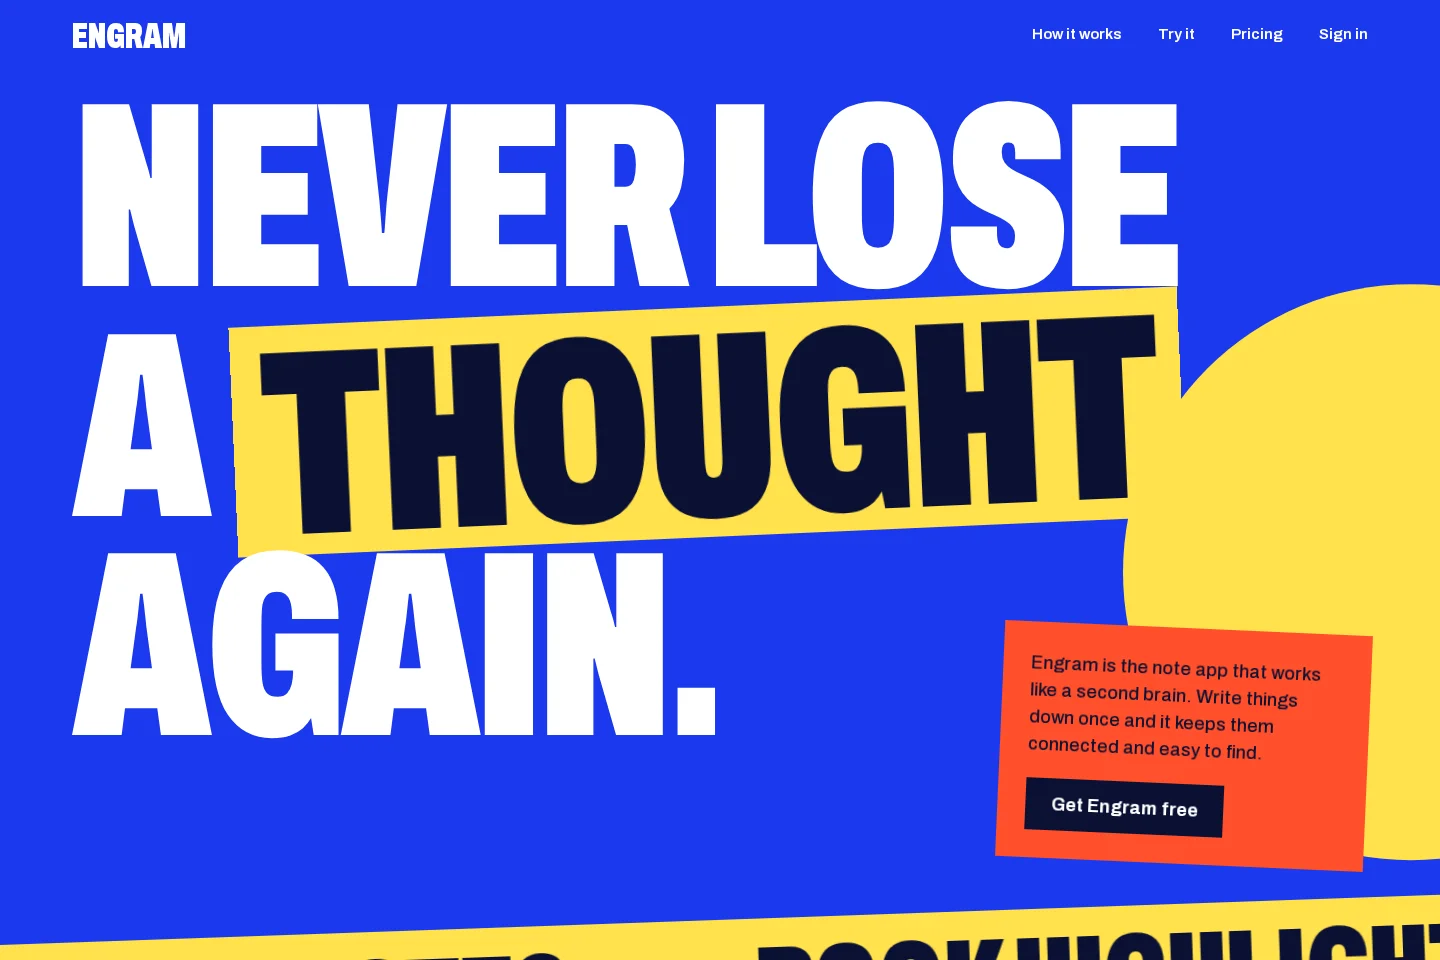 ENGRAM
How it works
Try it
Pricing
Sign in
NEVER LOSE
A THOUGHT
AGAIN.
Engram is the note app that works
like a second brain. Write things
down once and it keeps them
connected and easy to find.
Get Engram free
BOOK HIGHLIGHT